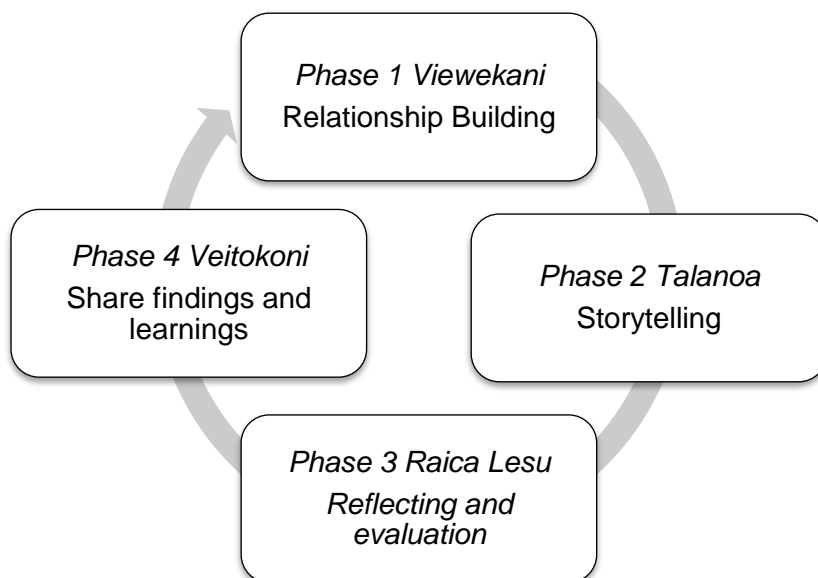 Phase 1 Viewekani
Relationship Building
Phase 2 Talanoa
Storytelling
Phase 3 Raica Lesu
Reflecting and
evaluation
Phase 4 Veitokoni
Share findings and
learnings